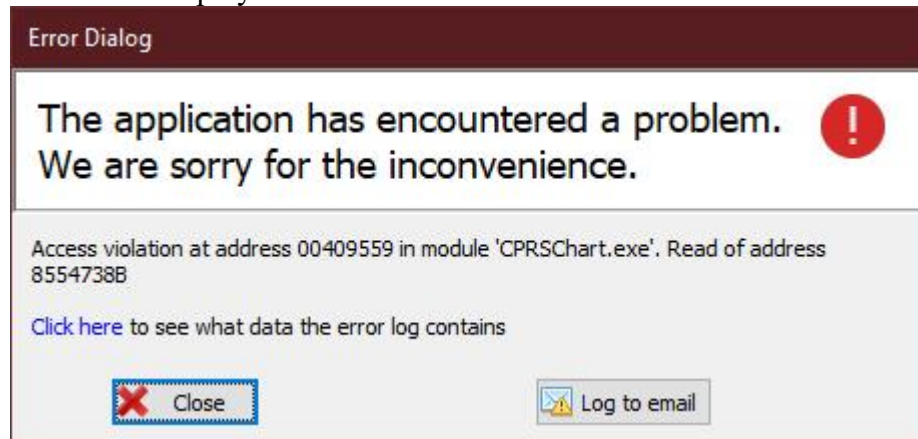 Error Dialog
The application has encountered a problem.
We are sorry for the inconvenience.
Access violation at address 00409559 in module 'CPRSChart.exe'. Read of address
8554738B
Click here to see what data the error log contains
Close
Log to email